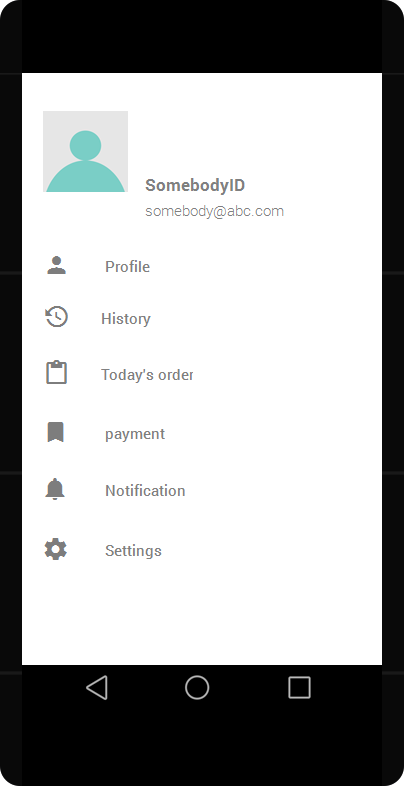 SomebodyID
somebody@abc.com
Profile
History
Today's order
payment
Notification
Settings